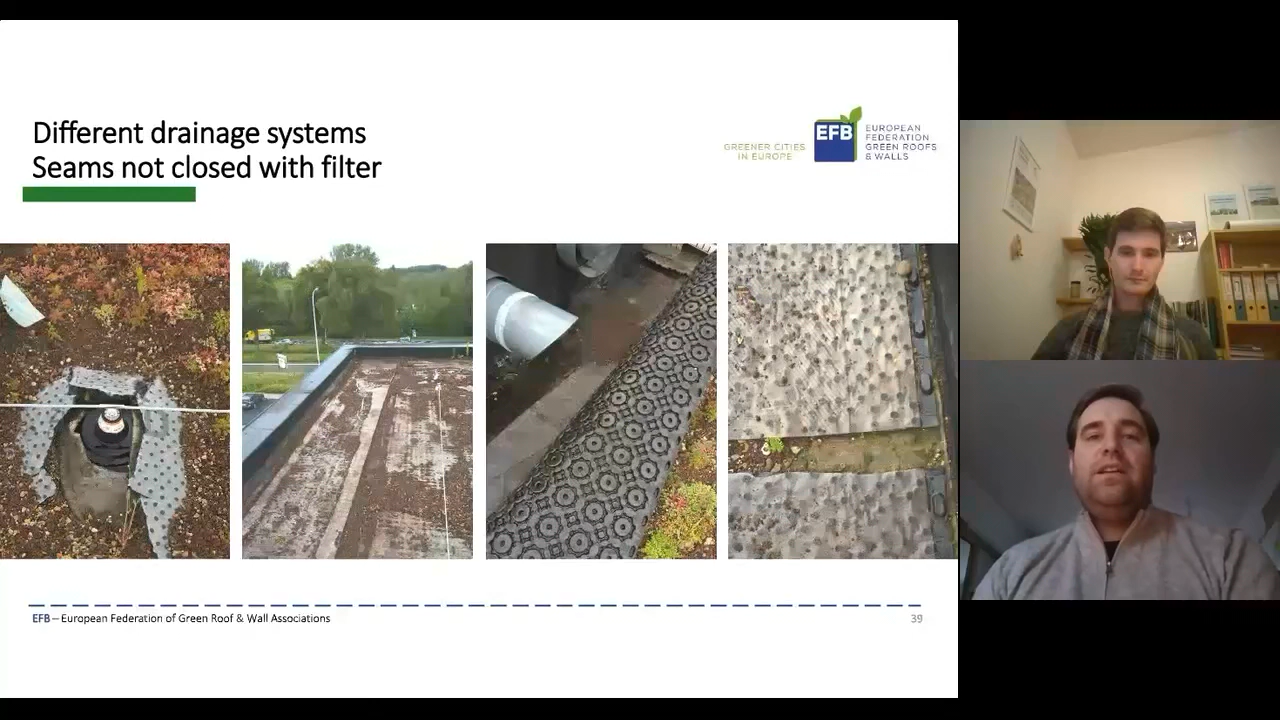 Different drainage systems
Seams not closed with filter
GREENER CITIES
IN EUROPE
EFB
EUROPEAN
FEDERATION
GREEN ROOFS
& WALLS
EFB – European Federation of Green Roof & Wall Associations
39